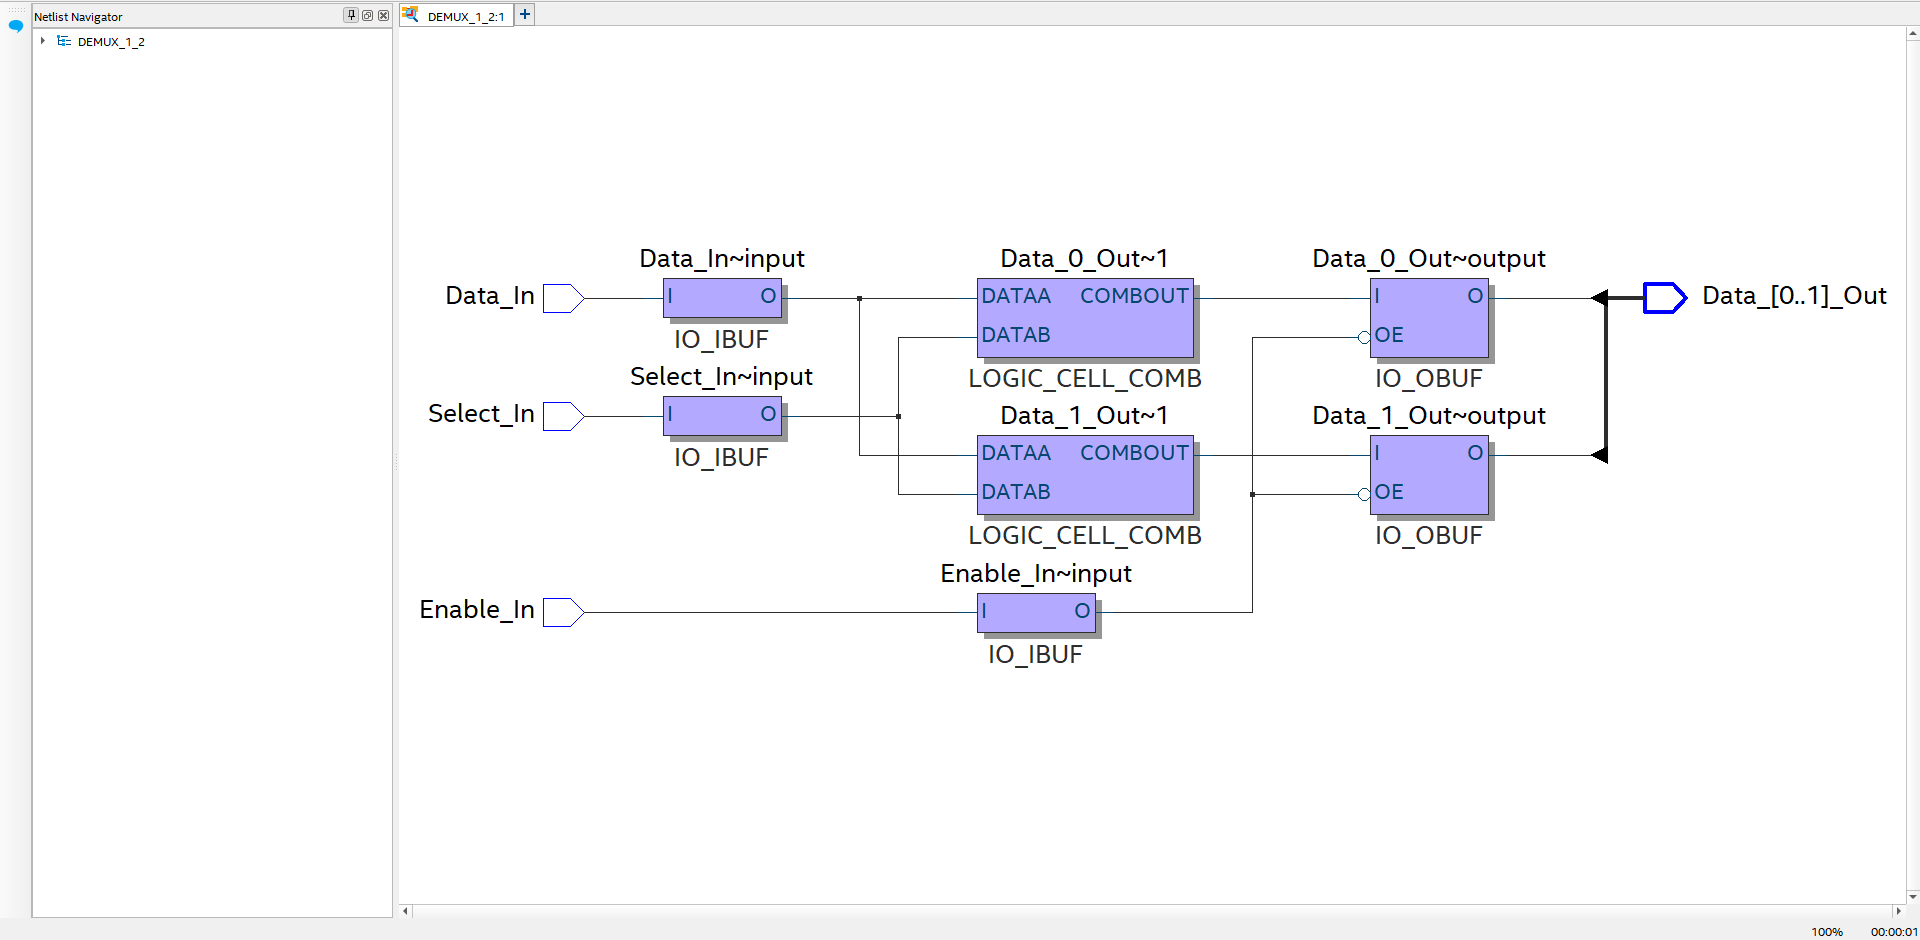 Netlist Navigator
DEMUX_1_2:1
DEMUX_1_2
Data_In~input
Data_0_Out~1
Data_0_Out~output
Data_In
I O
DATAA COMBOUT
I O
Data_[0..1]_Out
DATAB
OE
IO_IBUF
LOGIC_CELL_COMB
IO_OBUF
Select_In~input
Data_1_Out~1
Data_1_Out~output
Select_In
I O
DATAA COMBOUT
I O
IO_IBUF
DATAB
OE
LOGIC_CELL_COMB
IO_OBUF
Enable_In~input
Enable_In
I O
IO_IBUF
100% 00:00:01